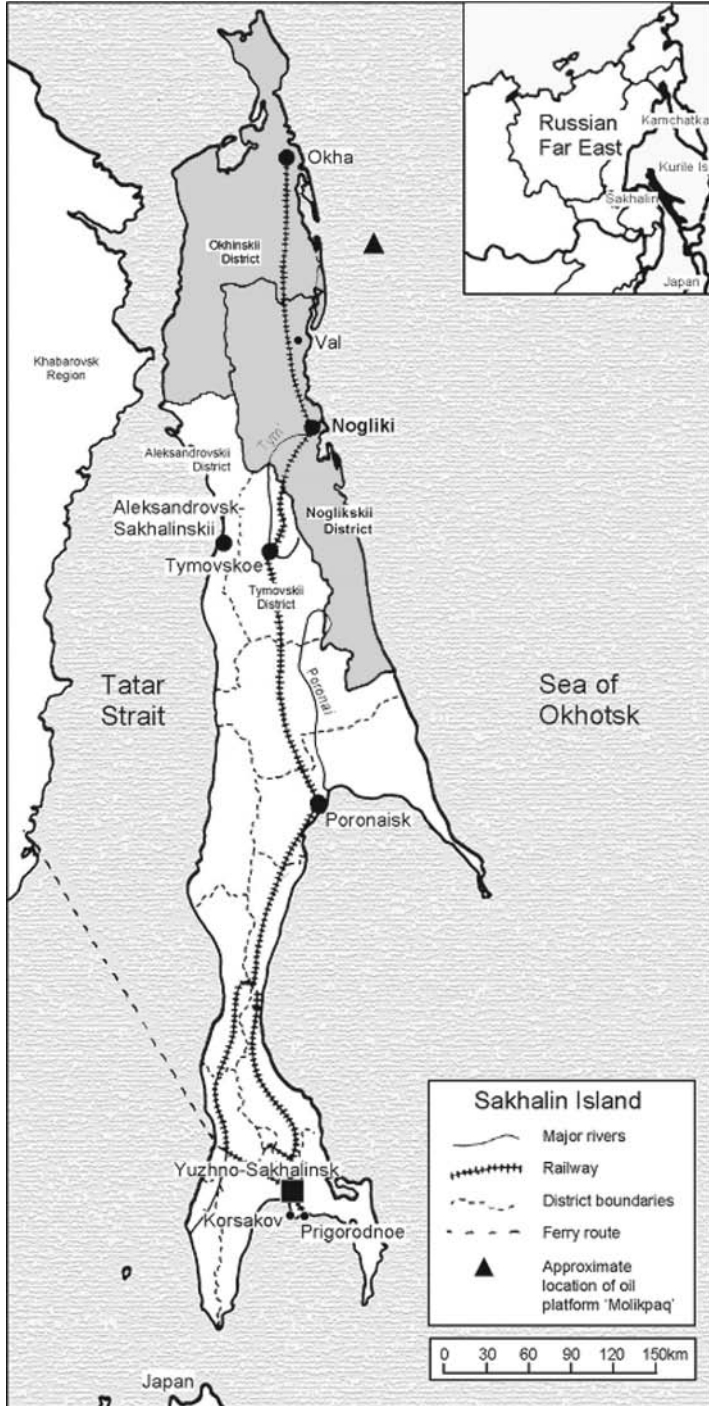 Okha
Okhinskii
District
Val
Khabarovsk
Region
Nogliki
Tym'
Aleksandrovskii
District
Aleksandrovsk-
Sakhalinskii
Noglikskii
District
Tymovskoe
Tymovskii
District
Poronai
Tatar
Strait
Sea of
Okhotsk
Poronaisk
Yuzhno-Sakhalinsk
Korsakov
Prigorodnoe
Japan
Russian
Far East
Kamchatka
Kurile Is
Sakhalin
Japan
Sakhalin Island
Major rivers
Railway
District boundaries
Ferry route
Approximate
location of oil
platform 'Molikpaq'
0 30 60 90 120 150km